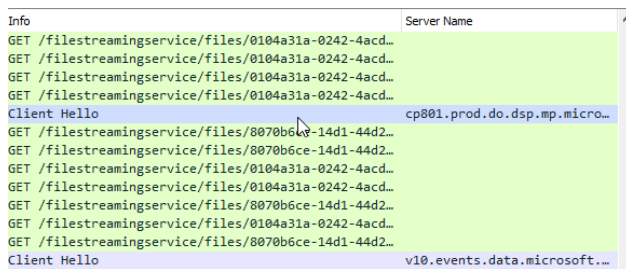 Info Server Name
GET /filestreamingservice/files/0104a31a-0242-4acd…
GET /filestreamingservice/files/0104a31a-0242-4acd…
GET /filestreamingservice/files/0104a31a-0242-4acd…
GET /filestreamingservice/files/0104a31a-0242-4acd…
Client Hello cp801.prod.do.dsp.mp.micro…
GET /filestreamingservice/files/8070b6ce-14d1-44d2…
GET /filestreamingservice/files/8070b6ce-14d1-44d2…
GET /filestreamingservice/files/0104a31a-0242-4acd…
GET /filestreamingservice/files/8070b6ce-14d1-44d2…
GET /filestreamingservice/files/8070b6ce-14d1-44d2…
GET /filestreamingservice/files/0104a31a-0242-4acd…
GET /filestreamingservice/files/8070b6ce-14d1-44d2…
Client Hello v10.events.data.microsoft.…